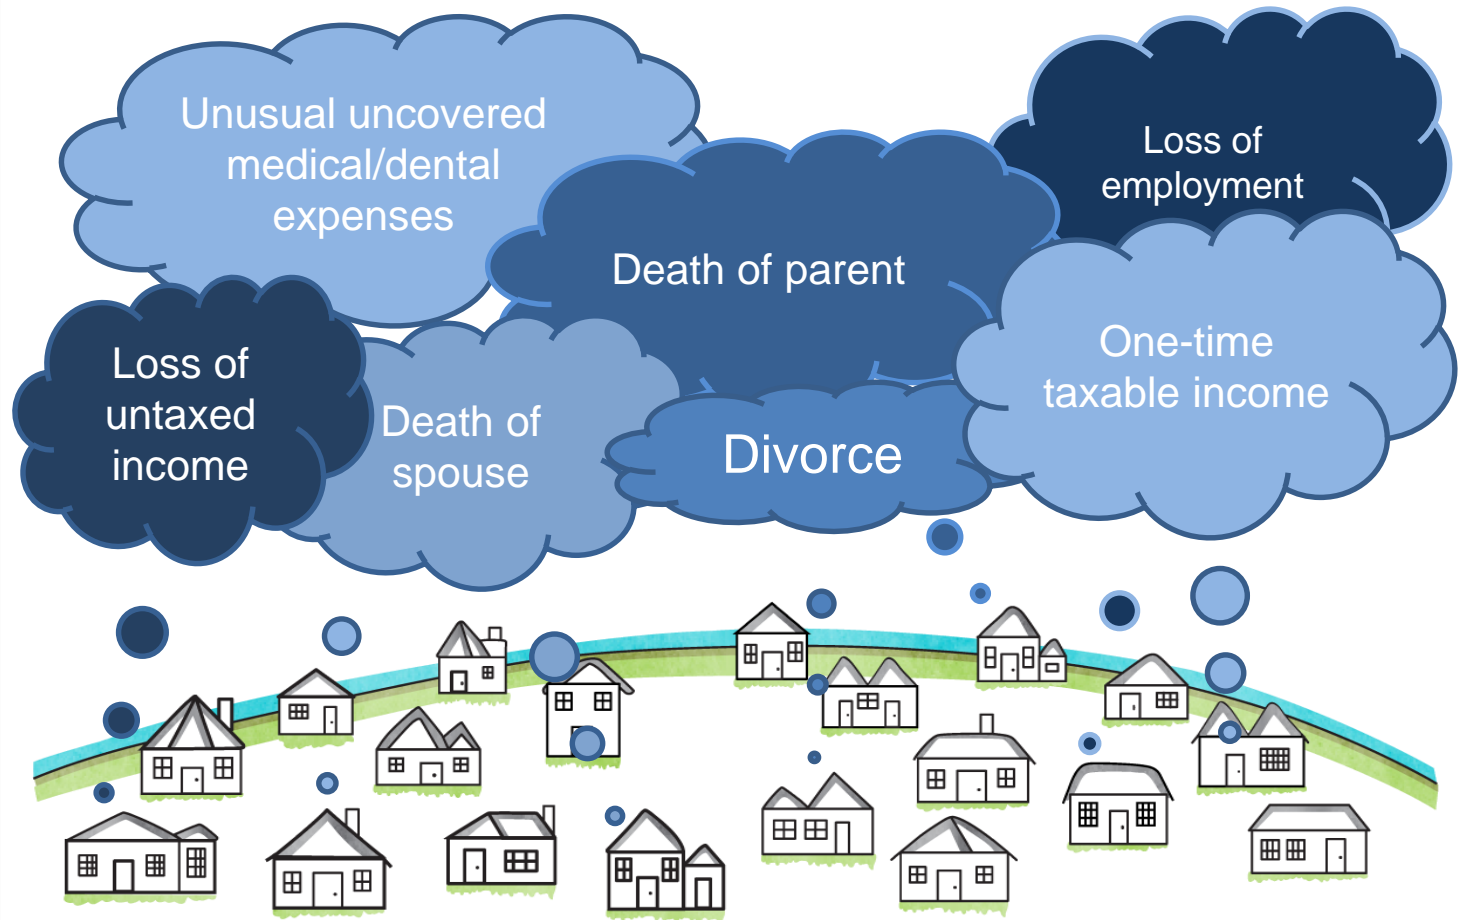 Unusual uncovered
medical/dental
expenses
Loss of
employment
Death of parent
One-time
taxable income
Loss of
untaxed
income
Death of
spouse
Divorce